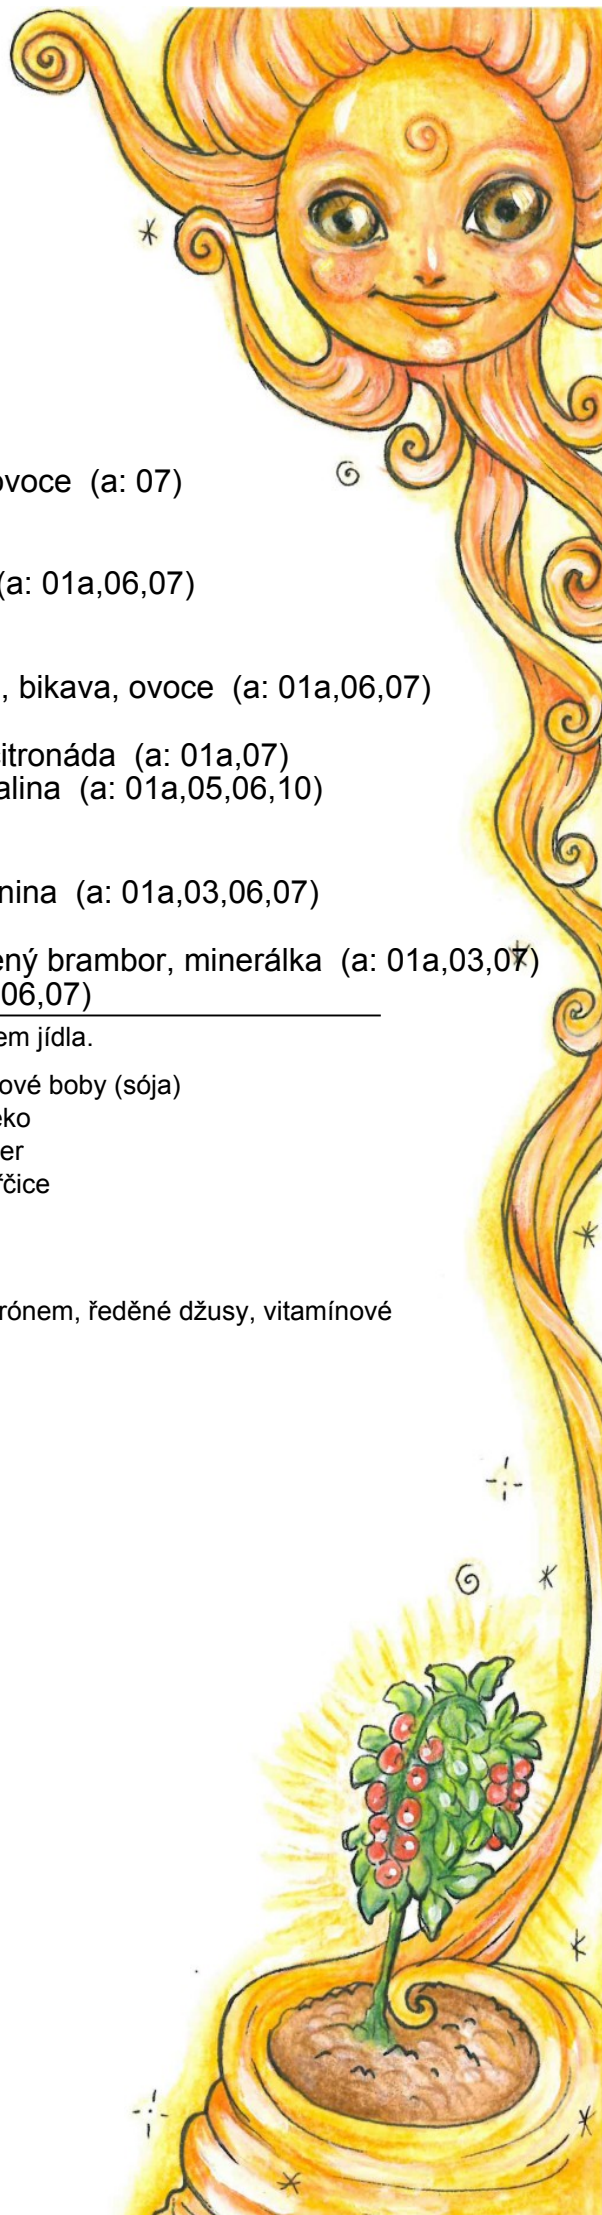 ovoce (a: 07)
(a: 01a,06,07)
, bikava, ovoce (a: 01a,06,07)
itronáda (a: 01a,07)
alina (a: 01a,05,06,10)
nina (a: 01a,03,06,07)
ený brambor, minerálka (a: 01a,03,07)
06,07)
em jídla.
ové boby (sója)
éko
er
řčice
rónem, ředěné džusy, vitamínové